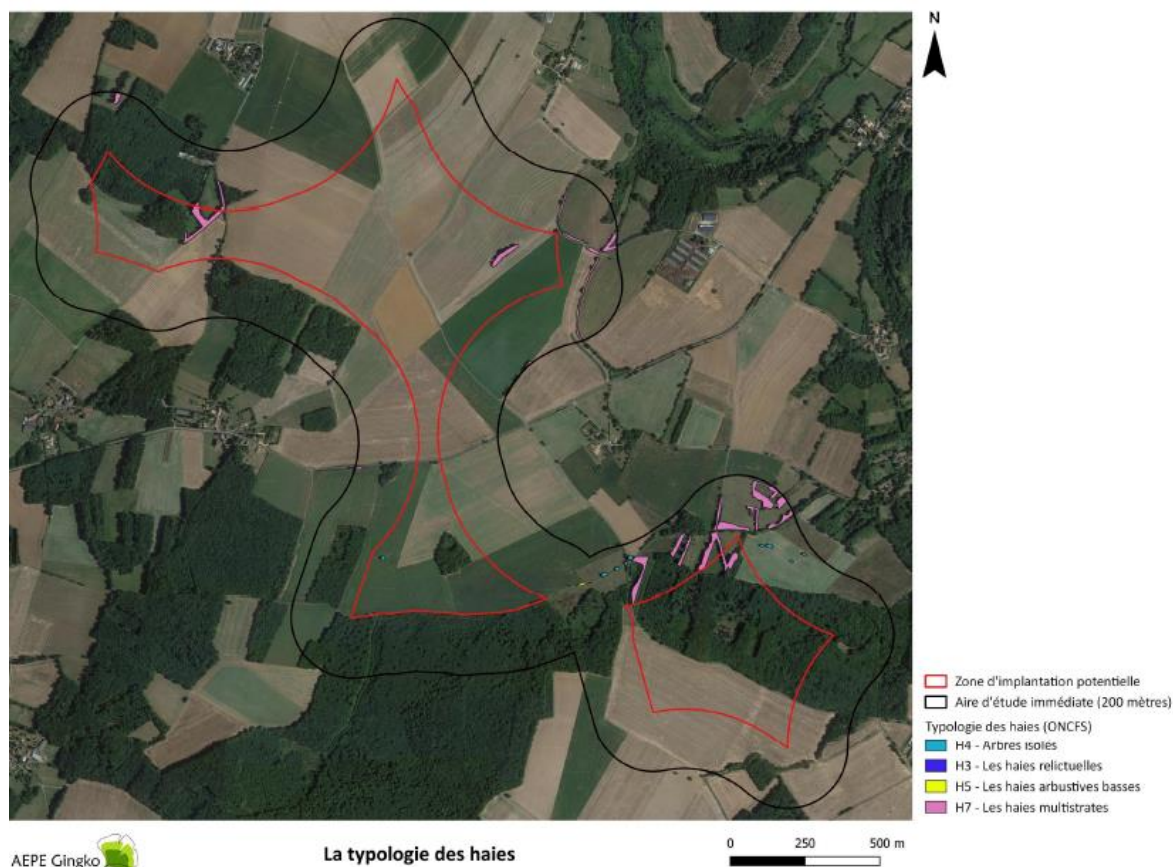 N
Zone d'implantation potentielle
Aire d'étude immédiate (200 mètres)
Typologie des haies (ONCFS)
H4 - Arbres isolés
H3 - Les haies relictuelles
H5 - Les haies arbustives basses
H7 - Les haies multistrates
AEPE Gingko
La typologie des haies
0 250 500 m